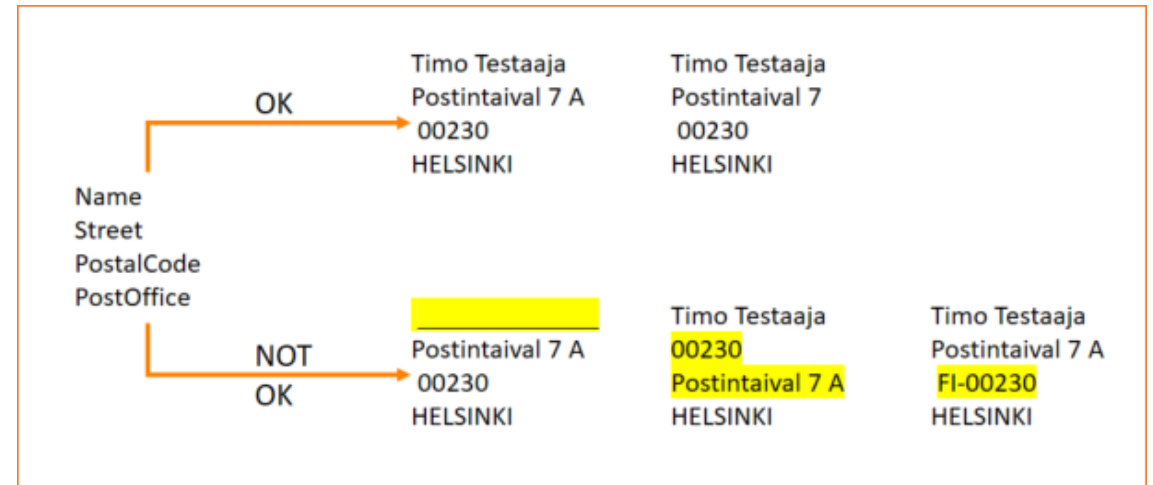 Timo Testaaja
Postintaival 7 A
00230
HELSINKI
Timo Testaaja
Postintaival 7
00230
HELSINKI
OK
Name
Street
PostalCode
PostOffice
NOT
OK
Postintaival 7 A
00230
HELSINKI
Timo Testaaja
00230
Postintaival 7 A
HELSINKI
Timo Testaaja
Postintaival 7 A
FI-00230
HELSINKI